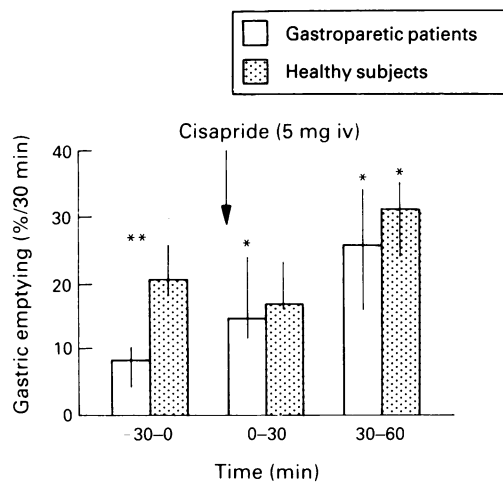 Gastroparetic patients
Healthy subjects
Cisapride (5 mg iv)
Gastric emptying (%/30 min)
40
30
20
10
0
**
*
*
*
-30–0
0–30
30–60
Time (min)